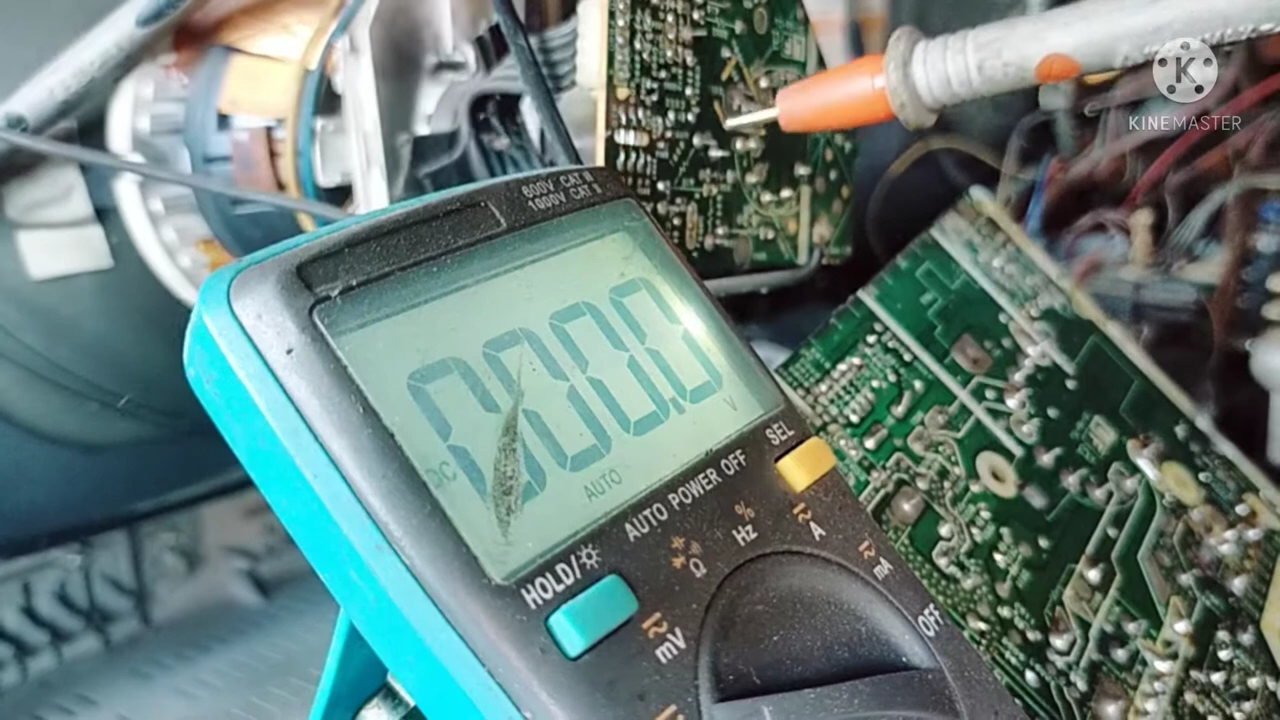 K
KINEMASTER
600V CAT III
1000V CAT II
000.0
V
DC
AUTO
SEL
AUTO POWER OFF
HOLD/
%
Hz
Ω
A
mA
mV
OFF